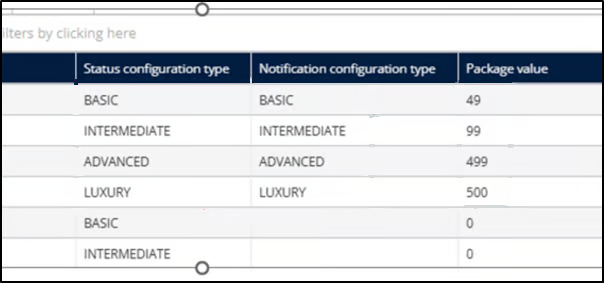 ilters by clicking here
Status configuration type Notification configuration type Package value
BASIC BASIC 49
INTERMEDIATE INTERMEDIATE 99
ADVANCED ADVANCED 499
LUXURY LUXURY 500
BASIC 0
INTERMEDIATE 0